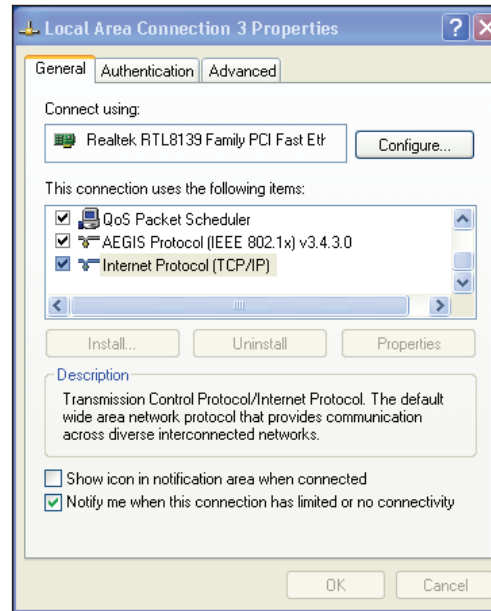 Local Area Connection 3 Properties
General
Authentication
Advanced
Connect using:
Realtek RTL8139 Family PCI Fast Eth
Configure...
This connection uses the following items:
QoS Packet Scheduler
AEGIS Protocol (IEEE 802.1x) v3.4.3.0
Internet Protocol (TCP/IP)
Install...
Uninstall
Properties
Description
Transmission Control Protocol/Internet Protocol. The default
wide area network protocol that provides communication
across diverse interconnected networks.
Show icon in notification area when connected
Notify me when this connection has limited or no connectivity
OK
Cancel